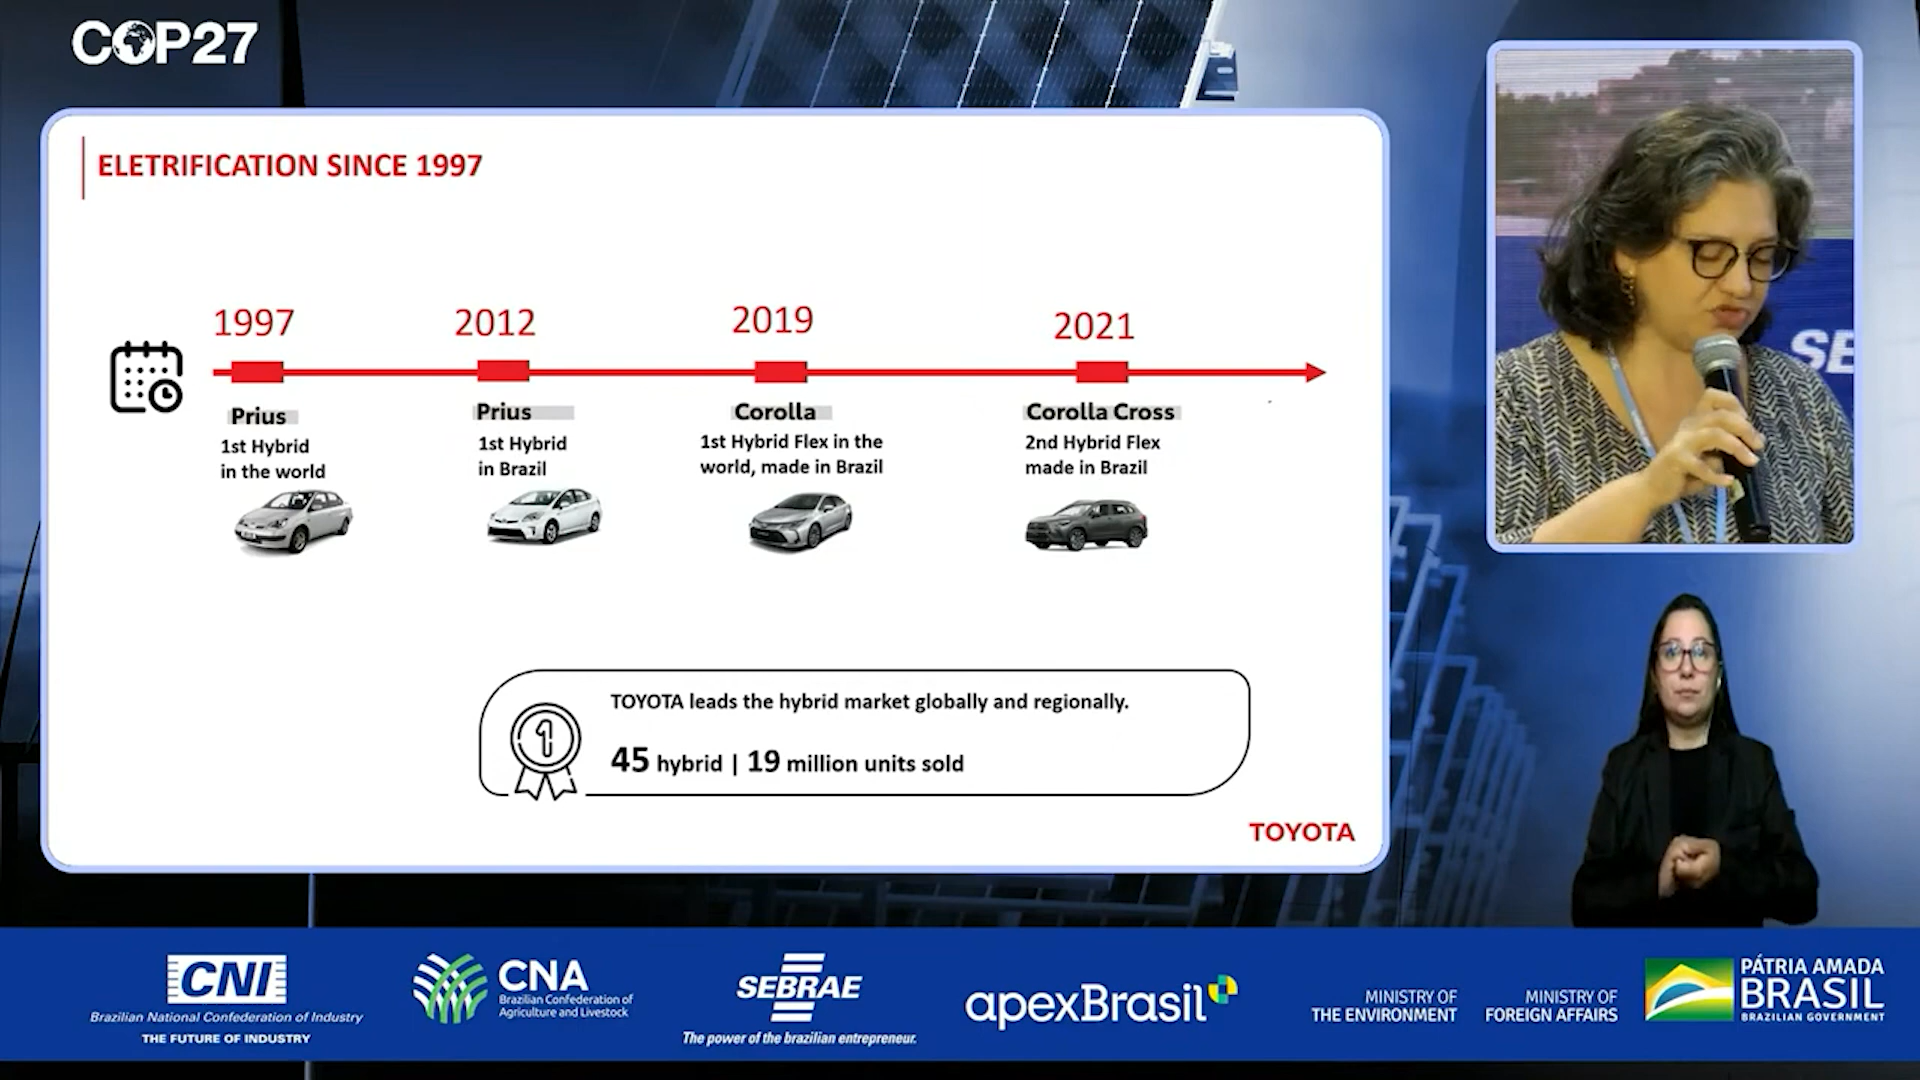 COP27
ELETRIFICATION SINCE 1997
1997
2012
2019
2021
Prius
1st Hybrid
in the world
Prius
1st Hybrid
in Brazil
Corolla
1st Hybrid Flex in the
world, made in Brazil
Corolla Cross
2nd Hybrid Flex
made in Brazil
1
TOYOTA leads the hybrid market globally and regionally.
45 hybrid | 19 million units sold
TOYOTA
SE
CNI
Brazilian National Confederation of Industry
THE FUTURE OF INDUSTRY
CNA
Brazilian Confederation of
Agriculture and Livestock
SEBRAE
The power of the brazilian entrepreneur.
apexBrasil
MINISTRY OF
THE ENVIRONMENT
MINISTRY OF
FOREIGN AFFAIRS
PÁTRIA AMADA
BRASIL
BRAZILIAN GOVERNMENT